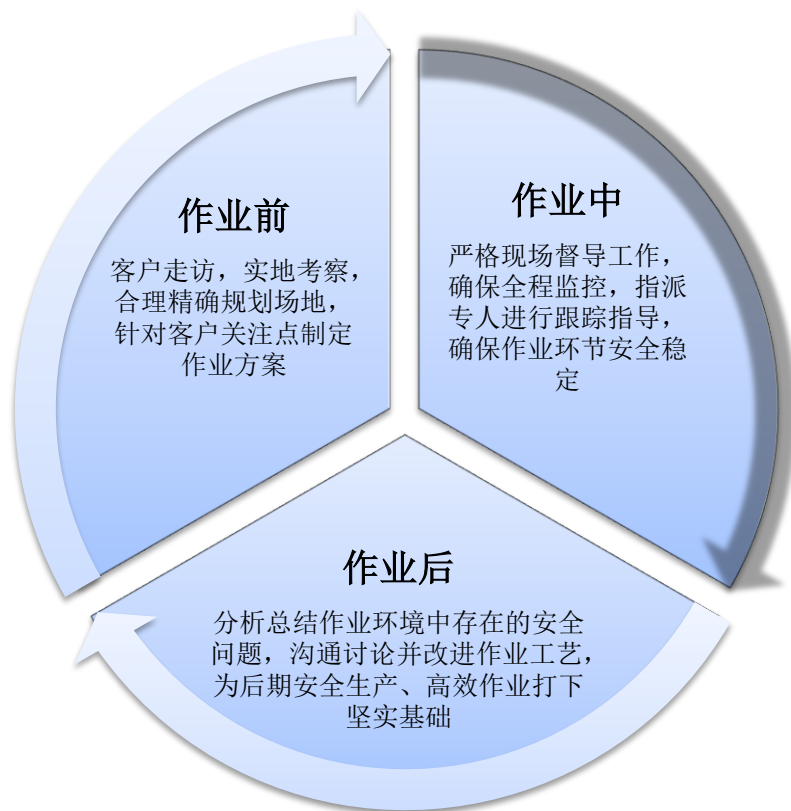 作业前
客户走访，实地考察，
合理精确规划场地，
针对客户关注点制定
作业方案
作业中
严格现场督导工作，
确保全程监控，指派
专人进行跟踪指导，
确保作业环节安全稳
定
作业后
分析总结作业环境中存在的安全
问题，沟通讨论并改进作业工艺，
为后期安全生产、高效作业打下
坚实基础